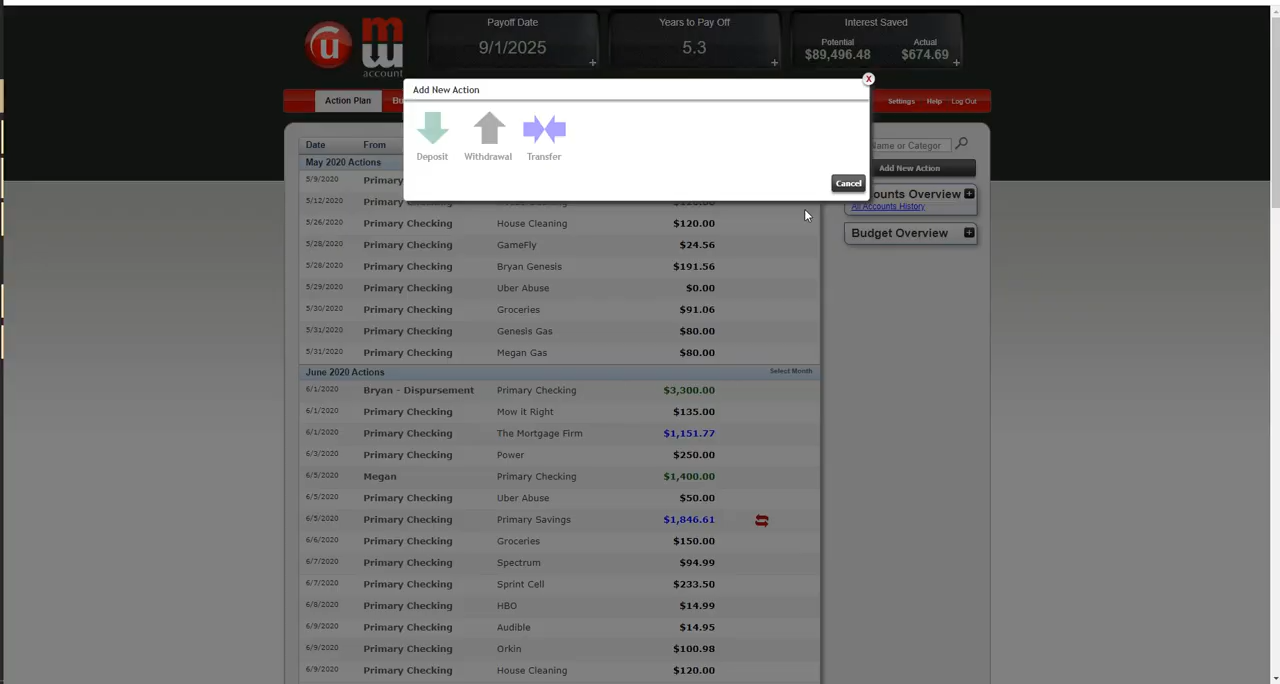 Payoff Date
9/1/2025
+
Years to Pay Off
5.3
+
Interest Saved
Potential
$89,496.48
Actual
$674.69
+
u
m
account
Action Plan
Settings
Help
Log Out
Add New Action
X
Deposit
Withdrawal
Transfer
Cancel
Name or Categor
Add New Action
ounts Overview +
All Accounts History
Budget Overview +
Date From
May 2020 Actions
5/9/2020 Primary
5/12/2020 Primary Checking
5/26/2020 Primary Checking House Cleaning $120.00
5/28/2020 Primary Checking GameFly $24.56
5/28/2020 Primary Checking Bryan Genesis $191.56
5/29/2020 Primary Checking Uber Abuse $0.00
5/30/2020 Primary Checking Groceries $91.06
5/31/2020 Primary Checking Genesis Gas $80.00
5/31/2020 Primary Checking Megan Gas $80.00
June 2020 Actions Select Month
6/1/2020 Bryan - Dispursement Primary Checking $3,300.00
6/1/2020 Primary Checking Mow it Right $135.00
6/1/2020 Primary Checking The Mortgage Firm $1,151.77
6/3/2020 Primary Checking Power $250.00
6/5/2020 Megan Primary Checking $1,400.00
6/5/2020 Primary Checking Uber Abuse $50.00
6/5/2020 Primary Checking Primary Savings $1,846.61
6/6/2020 Primary Checking Groceries $150.00
6/7/2020 Primary Checking Spectrum $94.99
6/7/2020 Primary Checking Sprint Cell $233.50
6/8/2020 Primary Checking HBO $14.99
6/9/2020 Primary Checking Audible $14.95
6/9/2020 Primary Checking Orkin $100.98
6/9/2020 Primary Checking House Cleaning $120.00